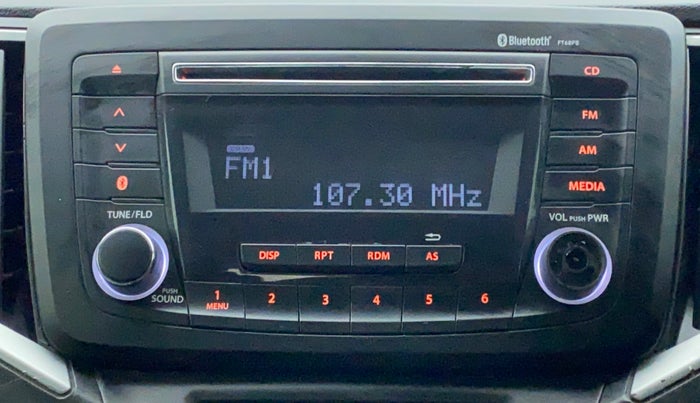 Bluetooth® PT68P0
CD
FM
FM1
AM
107.30 MHz
MEDIA
TUNE/FLD
VOL PUSH PWR
DISP RPT RDM AS
PUSH
SOUND
1 2 3 4 5 6
MENU